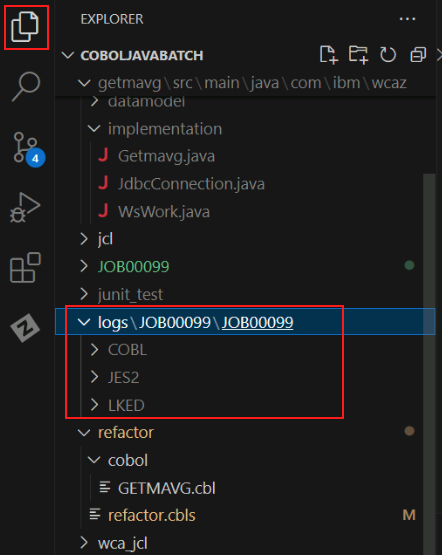 EXPLORER
COBOLJAVABATCH
getmavg\src\main\java\com\ibm\wcaz
datamodel
implementation
J Getmavg.java
J JdbcConnection.java
J WsWork.java
jcl
JOB00099
junit_test
logs\JOB00099\JOB00099
COBL
JES2
LKED
refactor
cobol
GETMAVG.cbl
refactor.cbls M
wca_jcl
4
Z